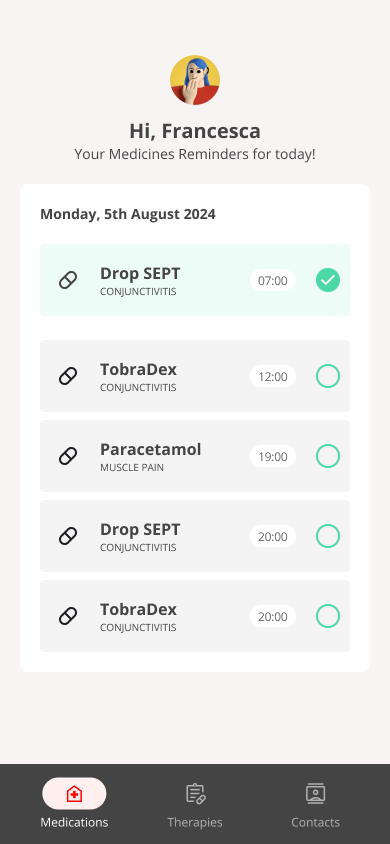 Hi, Francesca
Your Medicines Reminders for today!
Monday, 5th August 2024
Drop SEPT
CONJUNCTIVITIS
07:00
TobraDex
CONJUNCTIVITIS
12:00
Paracetamol
MUSCLE PAIN
19:00
Drop SEPT
CONJUNCTIVITIS
20:00
TobraDex
CONJUNCTIVITIS
20:00
Medications
Therapies
Contacts